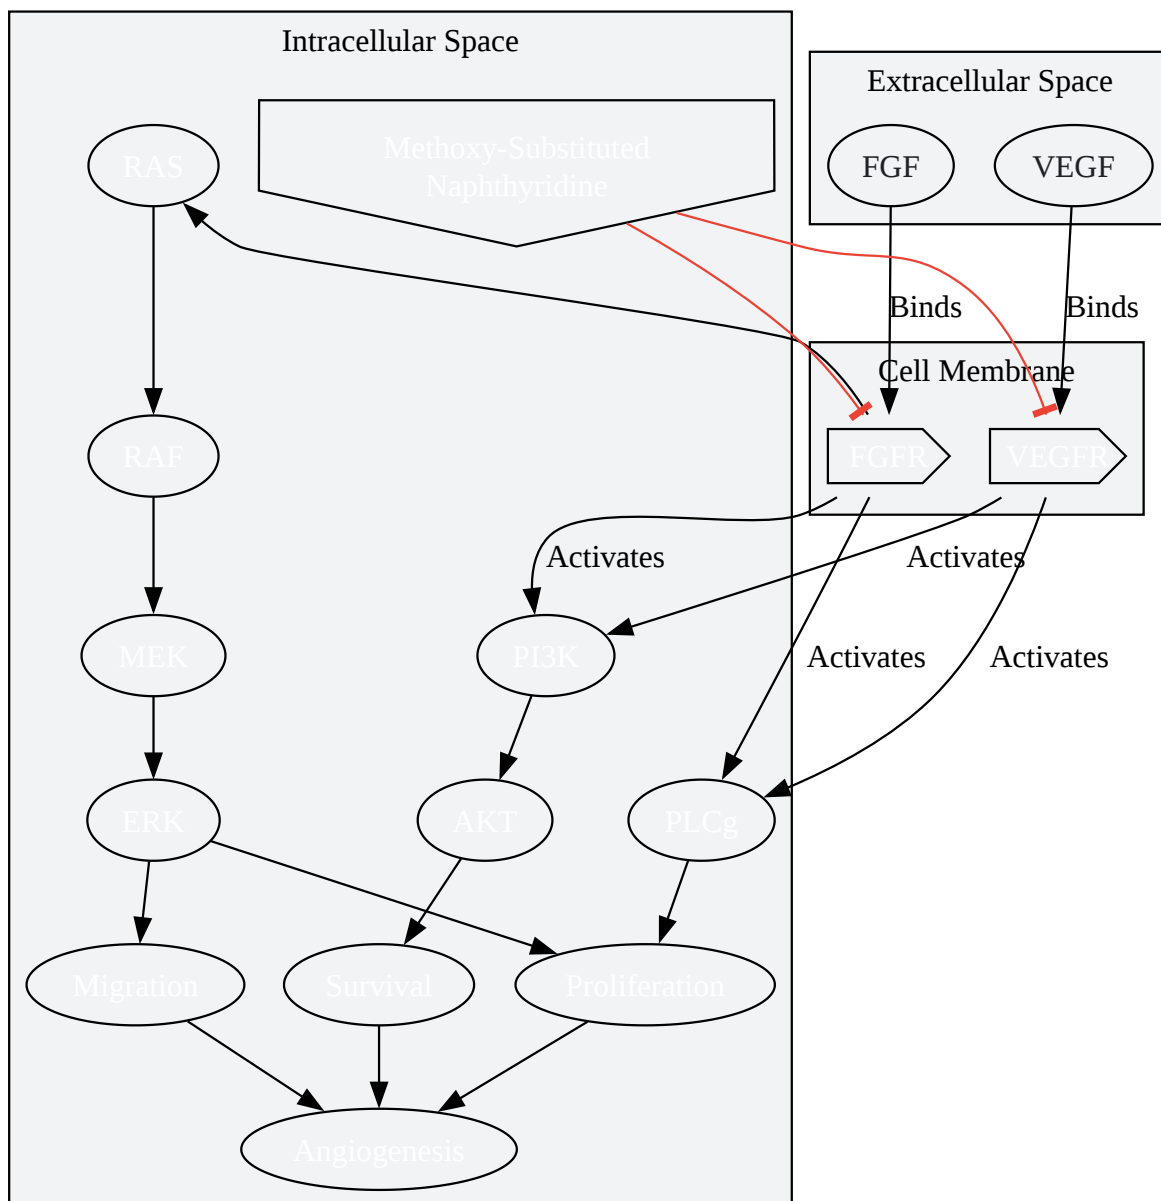 Intracellular Space
Extracellular Space
RAS
Methoxy-Substituted
Naphthyridine
FGF
VEGF
Binds
Binds
Cell Membrane
RAF
FGFR
VEGFR
Activates
Activates
MEK
PI3K
Activates
Activates
ERK
AKT
PLCg
Migration
Survival
Proliferation
Angiogenesis